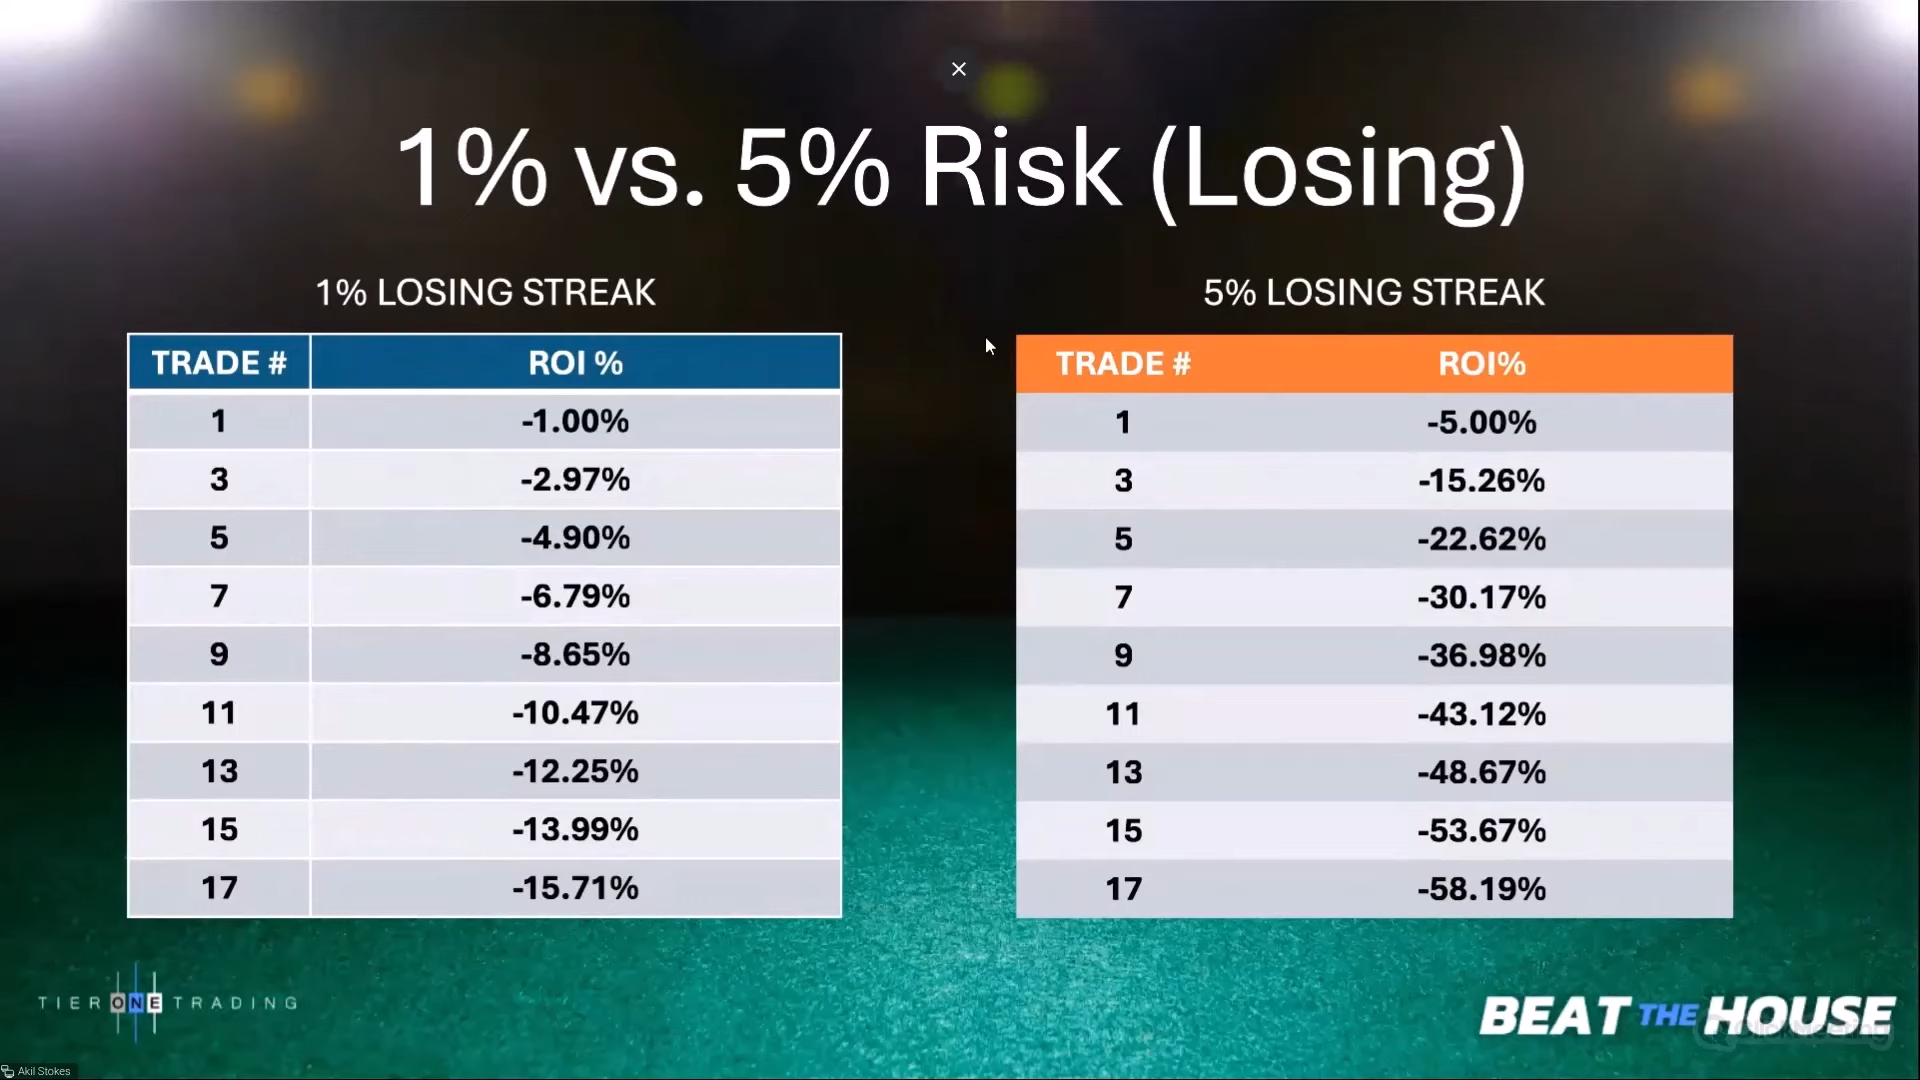 1% vs. 5% Risk (Losing)
1% LOSING STREAK
TRADE # ROI %
1 -1.00%
3 -2.97%
5 -4.90%
7 -6.79%
9 -8.65%
11 -10.47%
13 -12.25%
15 -13.99%
17 -15.71%
5% LOSING STREAK
TRADE # ROI%
1 -5.00%
3 -15.26%
5 -22.62%
7 -30.17%
9 -36.98%
11 -43.12%
13 -48.67%
15 -53.67%
17 -58.19%
TIER ONE TRADING
BEAT THE HOUSE
Akil Stokes